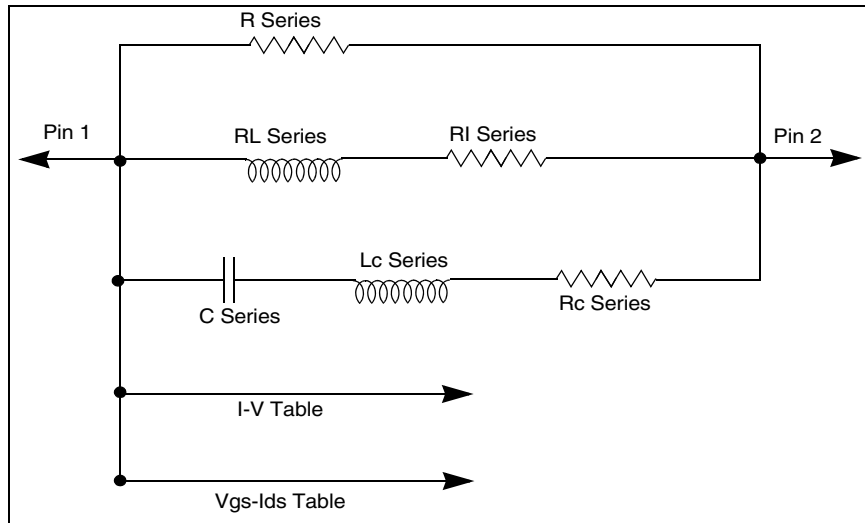 R Series
Pin 1
RL Series
Rl Series
Pin 2
Lc Series
C Series
Rc Series
I-V Table
Vgs-Ids Table